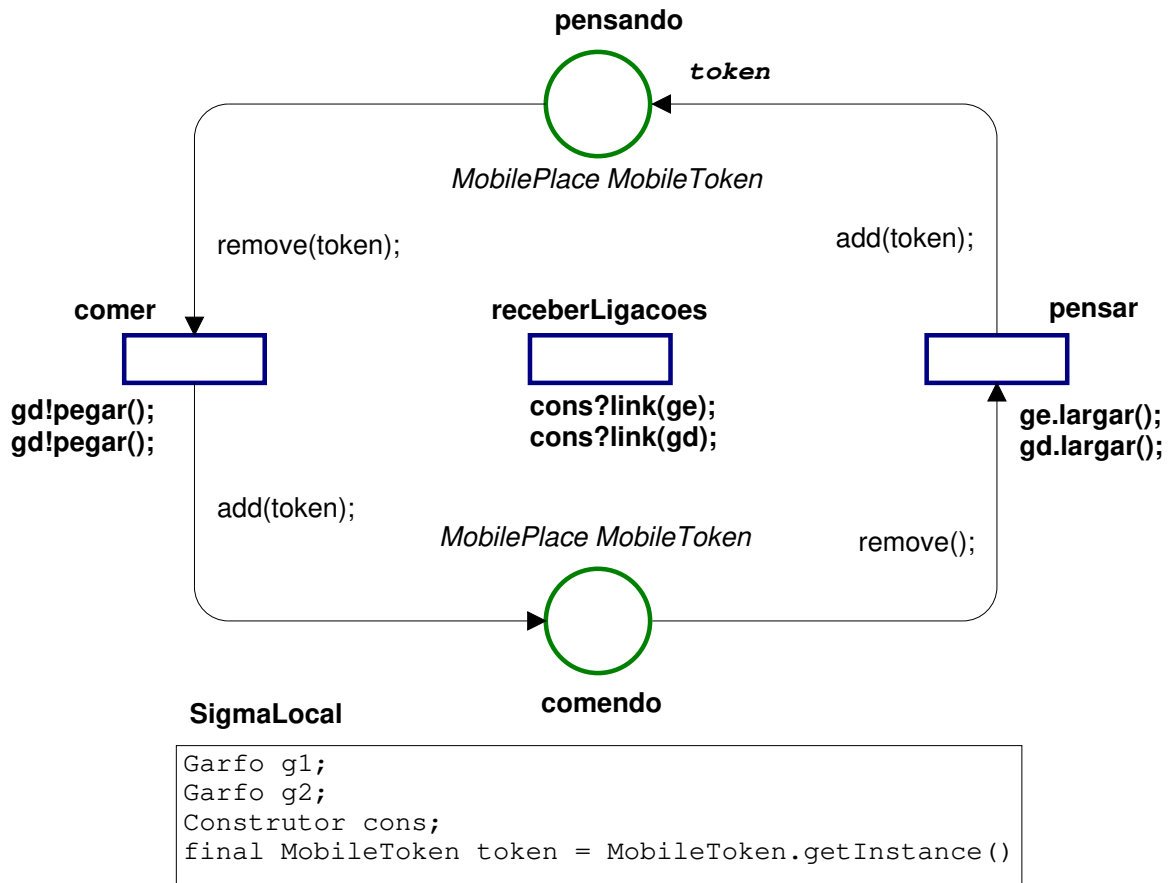 pensando
token
MobilePlace MobileToken
remove(token);
add(token);
comer
receberLigacoes
pensar
gd!pegar();
gd!pegar();
cons?link(ge);
cons?link(gd);
ge.largar();
gd.largar();
add(token);
MobilePlace MobileToken
remove();
comendo
SigmaLocal
Garfo g1;
Garfo g2;
Construtor cons;
final MobileToken token = MobileToken.getInstance()